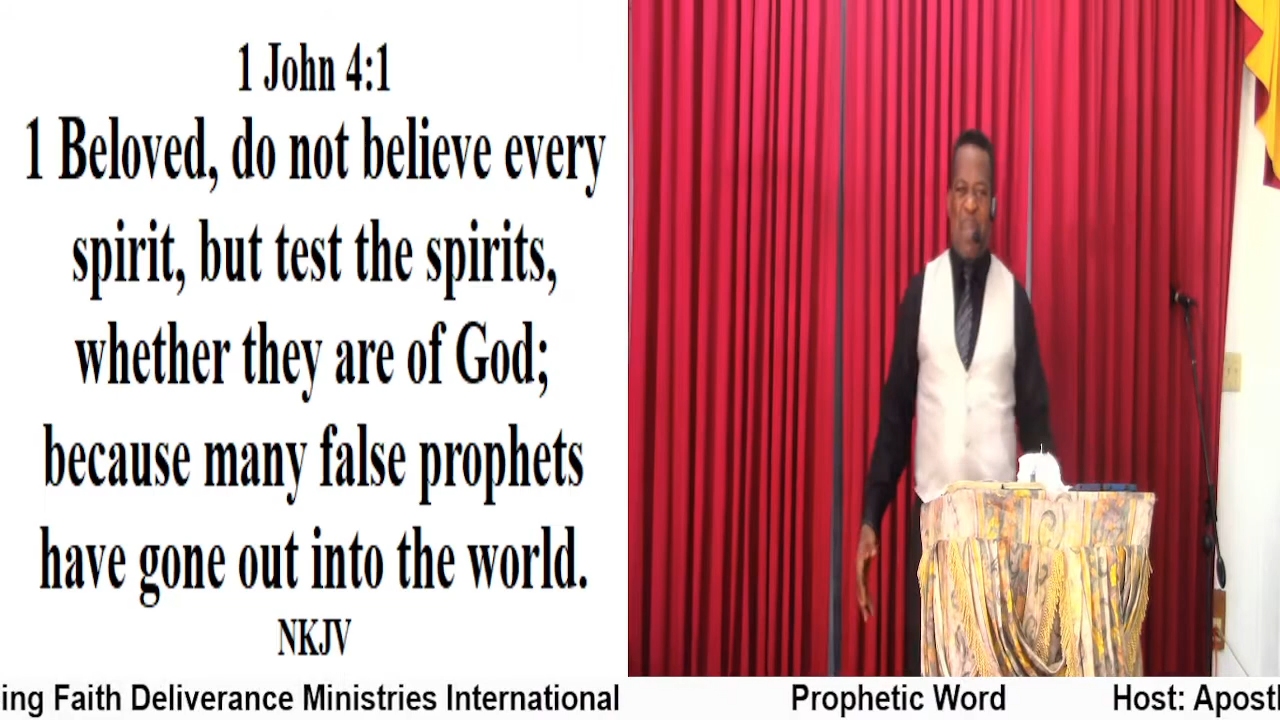 1 John 4:1
1 Beloved, do not believe every
spirit, but test the spirits,
whether they are of God;
because many false prophets
have gone out into the world.
NKJV
ing Faith Deliverance Ministries International Prophetic Word Host: Apostl